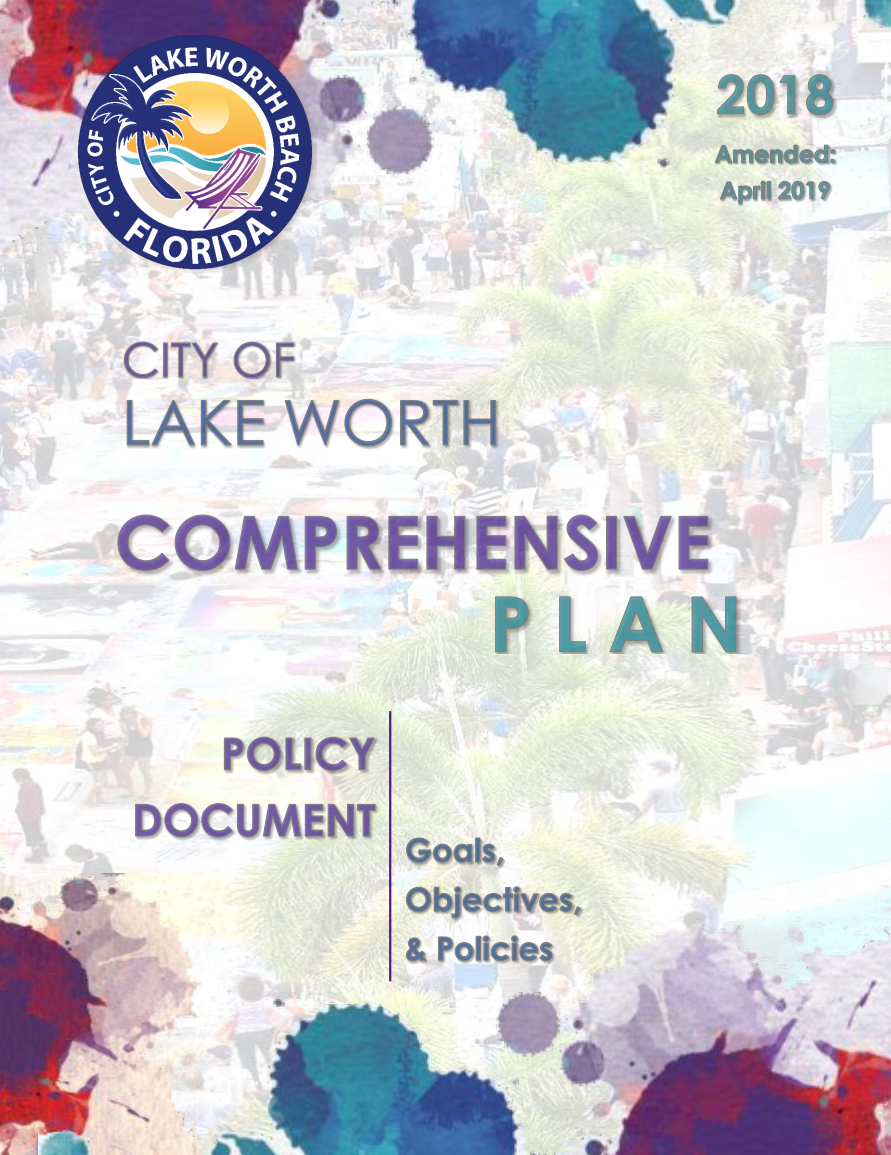 CITY OF LAKE WORTH BEACH
FLORIDA
2018
Amended:
April 2019
CITY OF
LAKE WORTH
COMPREHENSIVE
PLAN
POLICY
DOCUMENT
Goals,
Objectives,
& Policies